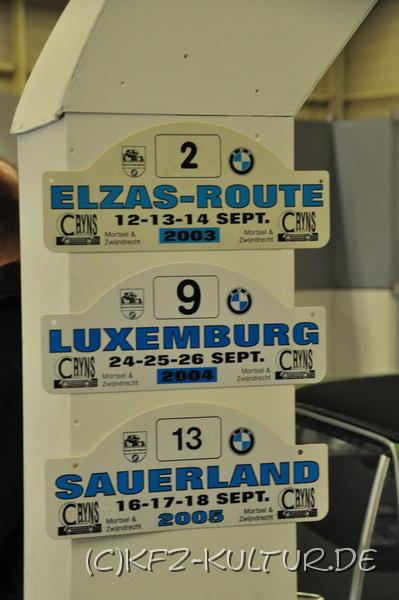 2
ELZAS-ROUTE
12-13-14 SEPT.
CRYNS Mortsel & Zwijndrecht 2003 Mortsel & Zwijndrecht CRYNS
9
LUXEMBURG
24-25-26 SEPT.
CRYNS Mortsel & Zwijndrecht 2004 Mortsel & Zwijndrecht CRYNS
13
SAUERLAND
16-17-18 SEPT.
CRYNS Mortsel & Zwijndrecht 2005 Mortsel & Zwijndrecht CRYNS
(C)KFZ-KULTUR.DE